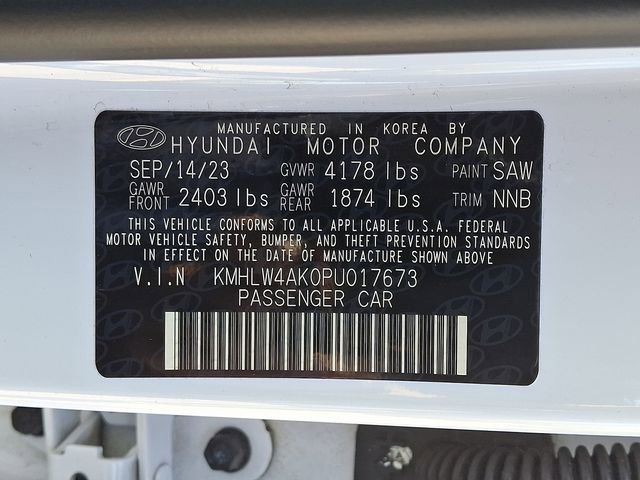 MANUFACTURED IN KOREA BY
HYUNDAI MOTOR COMPANY
SEP/14/23 GVWR 4178 lbs PAINT SAW
GAWR FRONT 2403 lbs GAWR REAR 1874 lbs TRIM NNB
THIS VEHICLE CONFORMS TO ALL APPLICABLE U.S.A. FEDERAL
MOTOR VEHICLE SAFETY, BUMPER, AND THEFT PREVENTION STANDARDS
IN EFFECT ON THE DATE OF MANUFACTURE SHOWN ABOVE
V.I.N KMHLW4AK0PU017673
PASSENGER CAR